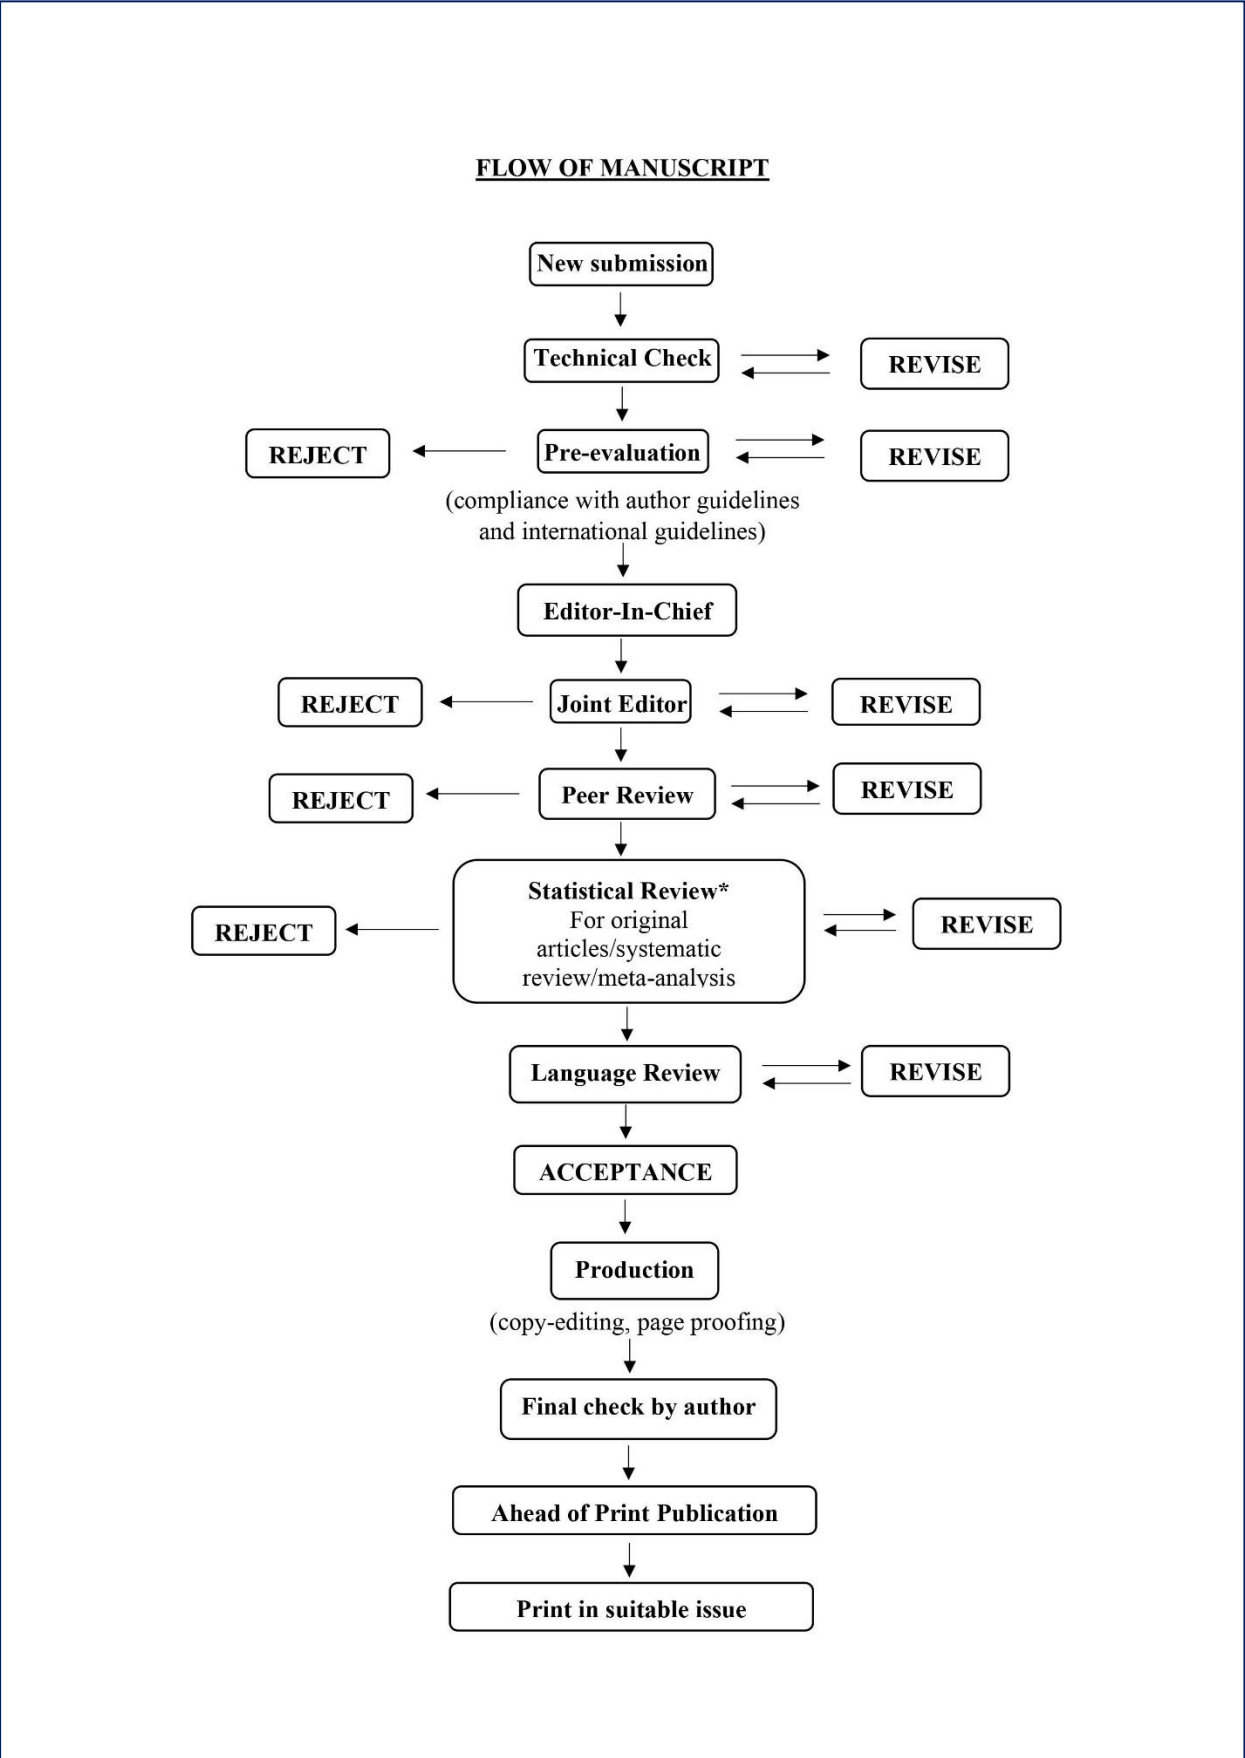 FLOW OF MANUSCRIPT
New submission
Technical Check
REVISE
REJECT
Pre-evaluation
REVISE
(compliance with author guidelines
and international guidelines)
Editor-In-Chief
REJECT
Joint Editor
REVISE
REJECT
Peer Review
REVISE
Statistical Review*
For original
articles/systematic
review/meta-analysis
REJECT
REVISE
Language Review
REVISE
ACCEPTANCE
Production
(copy-editing, page proofing)
Final check by author
Ahead of Print Publication
Print in suitable issue